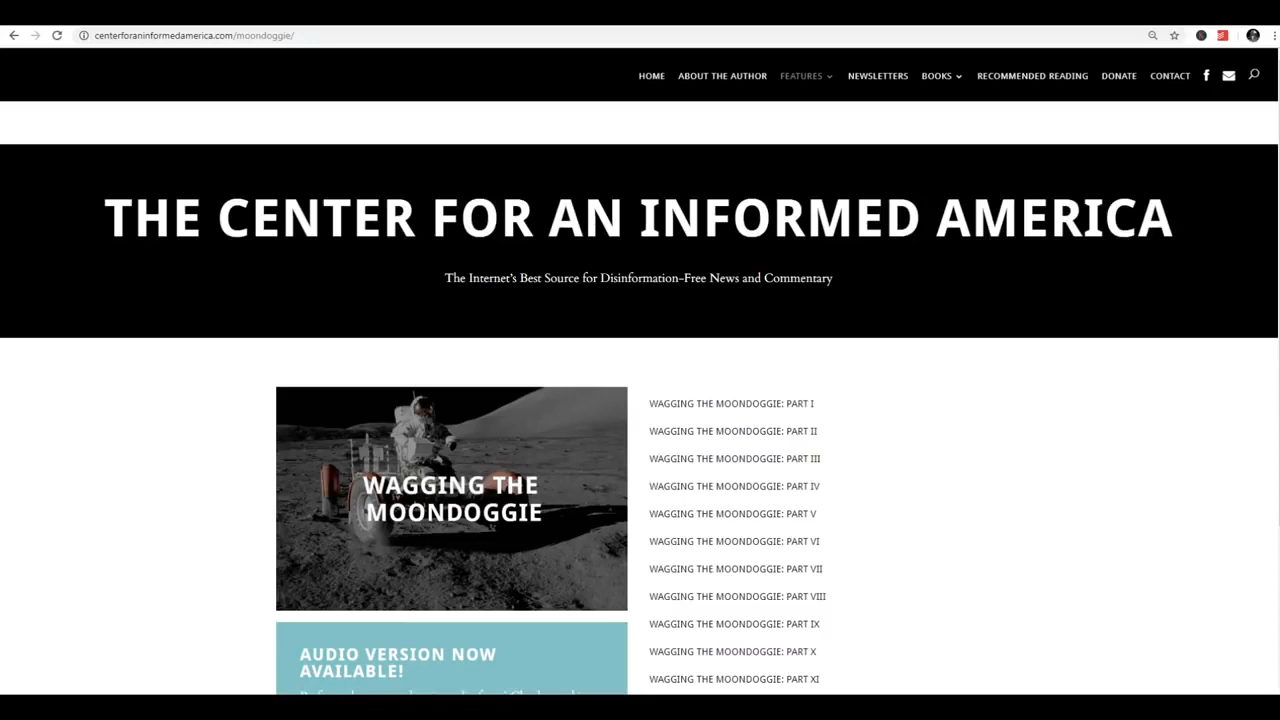 centerforaninformedamerica.com/moondoggie/
HOME ABOUT THE AUTHOR FEATURES NEWSLETTERS BOOKS RECOMMENDED READING DONATE CONTACT
THE CENTER FOR AN INFORMED AMERICA
The Internet's Best Source for Disinformation-Free News and Commentary
WAGGING THE
MOONDOGGIE
AUDIO VERSION NOW
AVAILABLE!
WAGGING THE MOONDOGGIE: PART I
WAGGING THE MOONDOGGIE: PART II
WAGGING THE MOONDOGGIE: PART III
WAGGING THE MOONDOGGIE: PART IV
WAGGING THE MOONDOGGIE: PART V
WAGGING THE MOONDOGGIE: PART VI
WAGGING THE MOONDOGGIE: PART VII
WAGGING THE MOONDOGGIE: PART VIII
WAGGING THE MOONDOGGIE: PART IX
WAGGING THE MOONDOGGIE: PART X
WAGGING THE MOONDOGGIE: PART XI